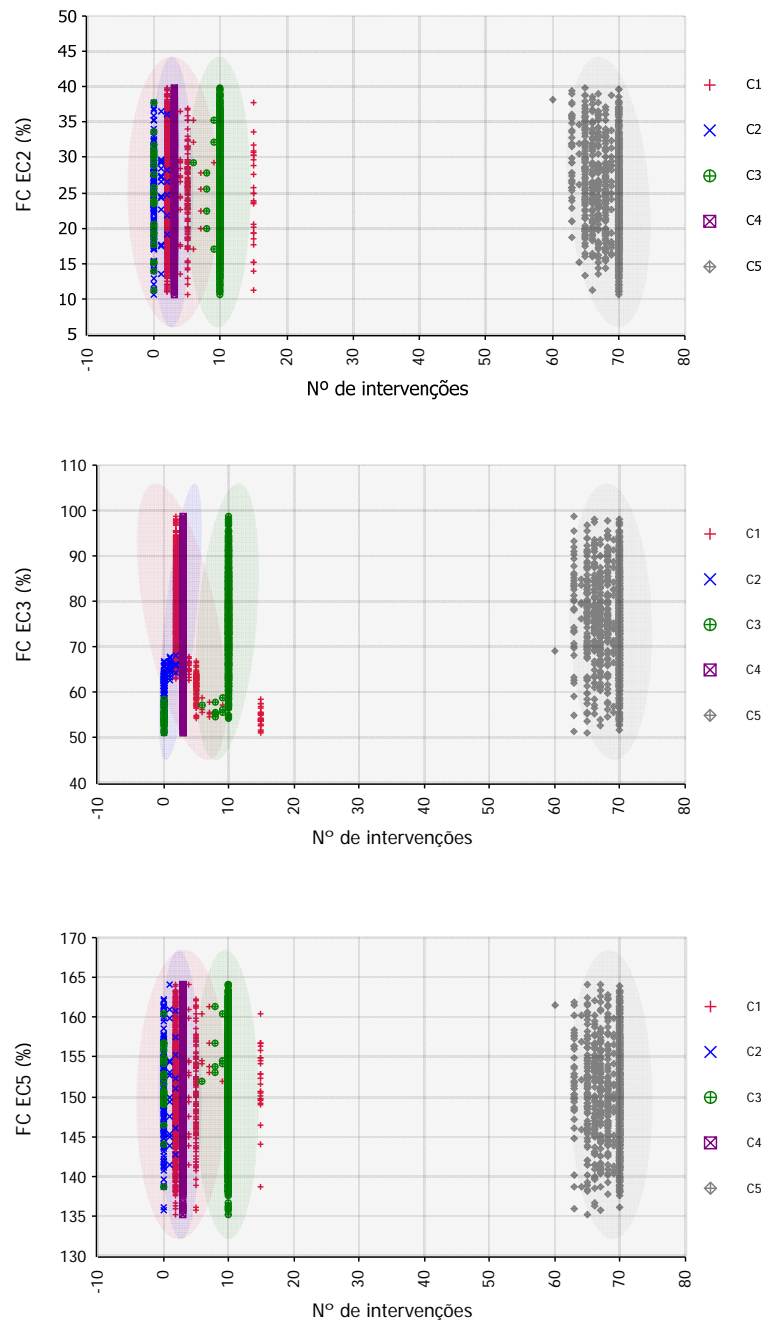 50
45
40
35
30
25
20
15
10
5
FC EC2 (%)
-10
0
10
20
30
40
50
60
70
80
Nº de intervenções
C1
C2
C3
C4
C5
110
100
90
80
70
60
50
40
FC EC3 (%)
-10
0
10
20
30
40
50
60
70
80
Nº de intervenções
C1
C2
C3
C4
C5
170
165
160
155
150
145
140
135
130
FC EC5 (%)
-10
0
10
20
30
40
50
60
70
80
Nº de intervenções
C1
C2
C3
C4
C5